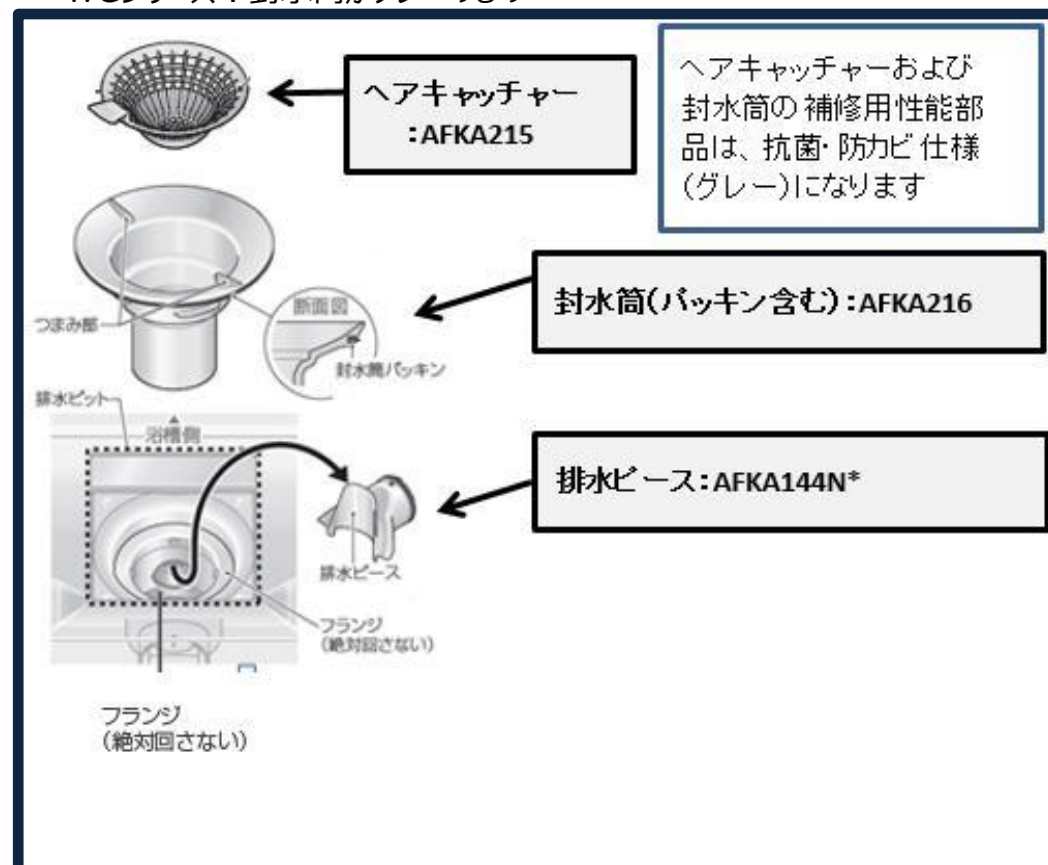 ヘアキャッチャー
:AFKA215
ヘアキャッチャーおよび
封水筒の補修用性能部
品は、抗菌・防カビ仕様
(グレー)になります
封水筒(パッキン含む):AFKA216
断面図
つまみ部
封水筒パッキン
排水ピット
浴槽側
排水ピース:AFKA144N*
排水ピース
フランジ
(絶対回さない)
フランジ
(絶対回さない)